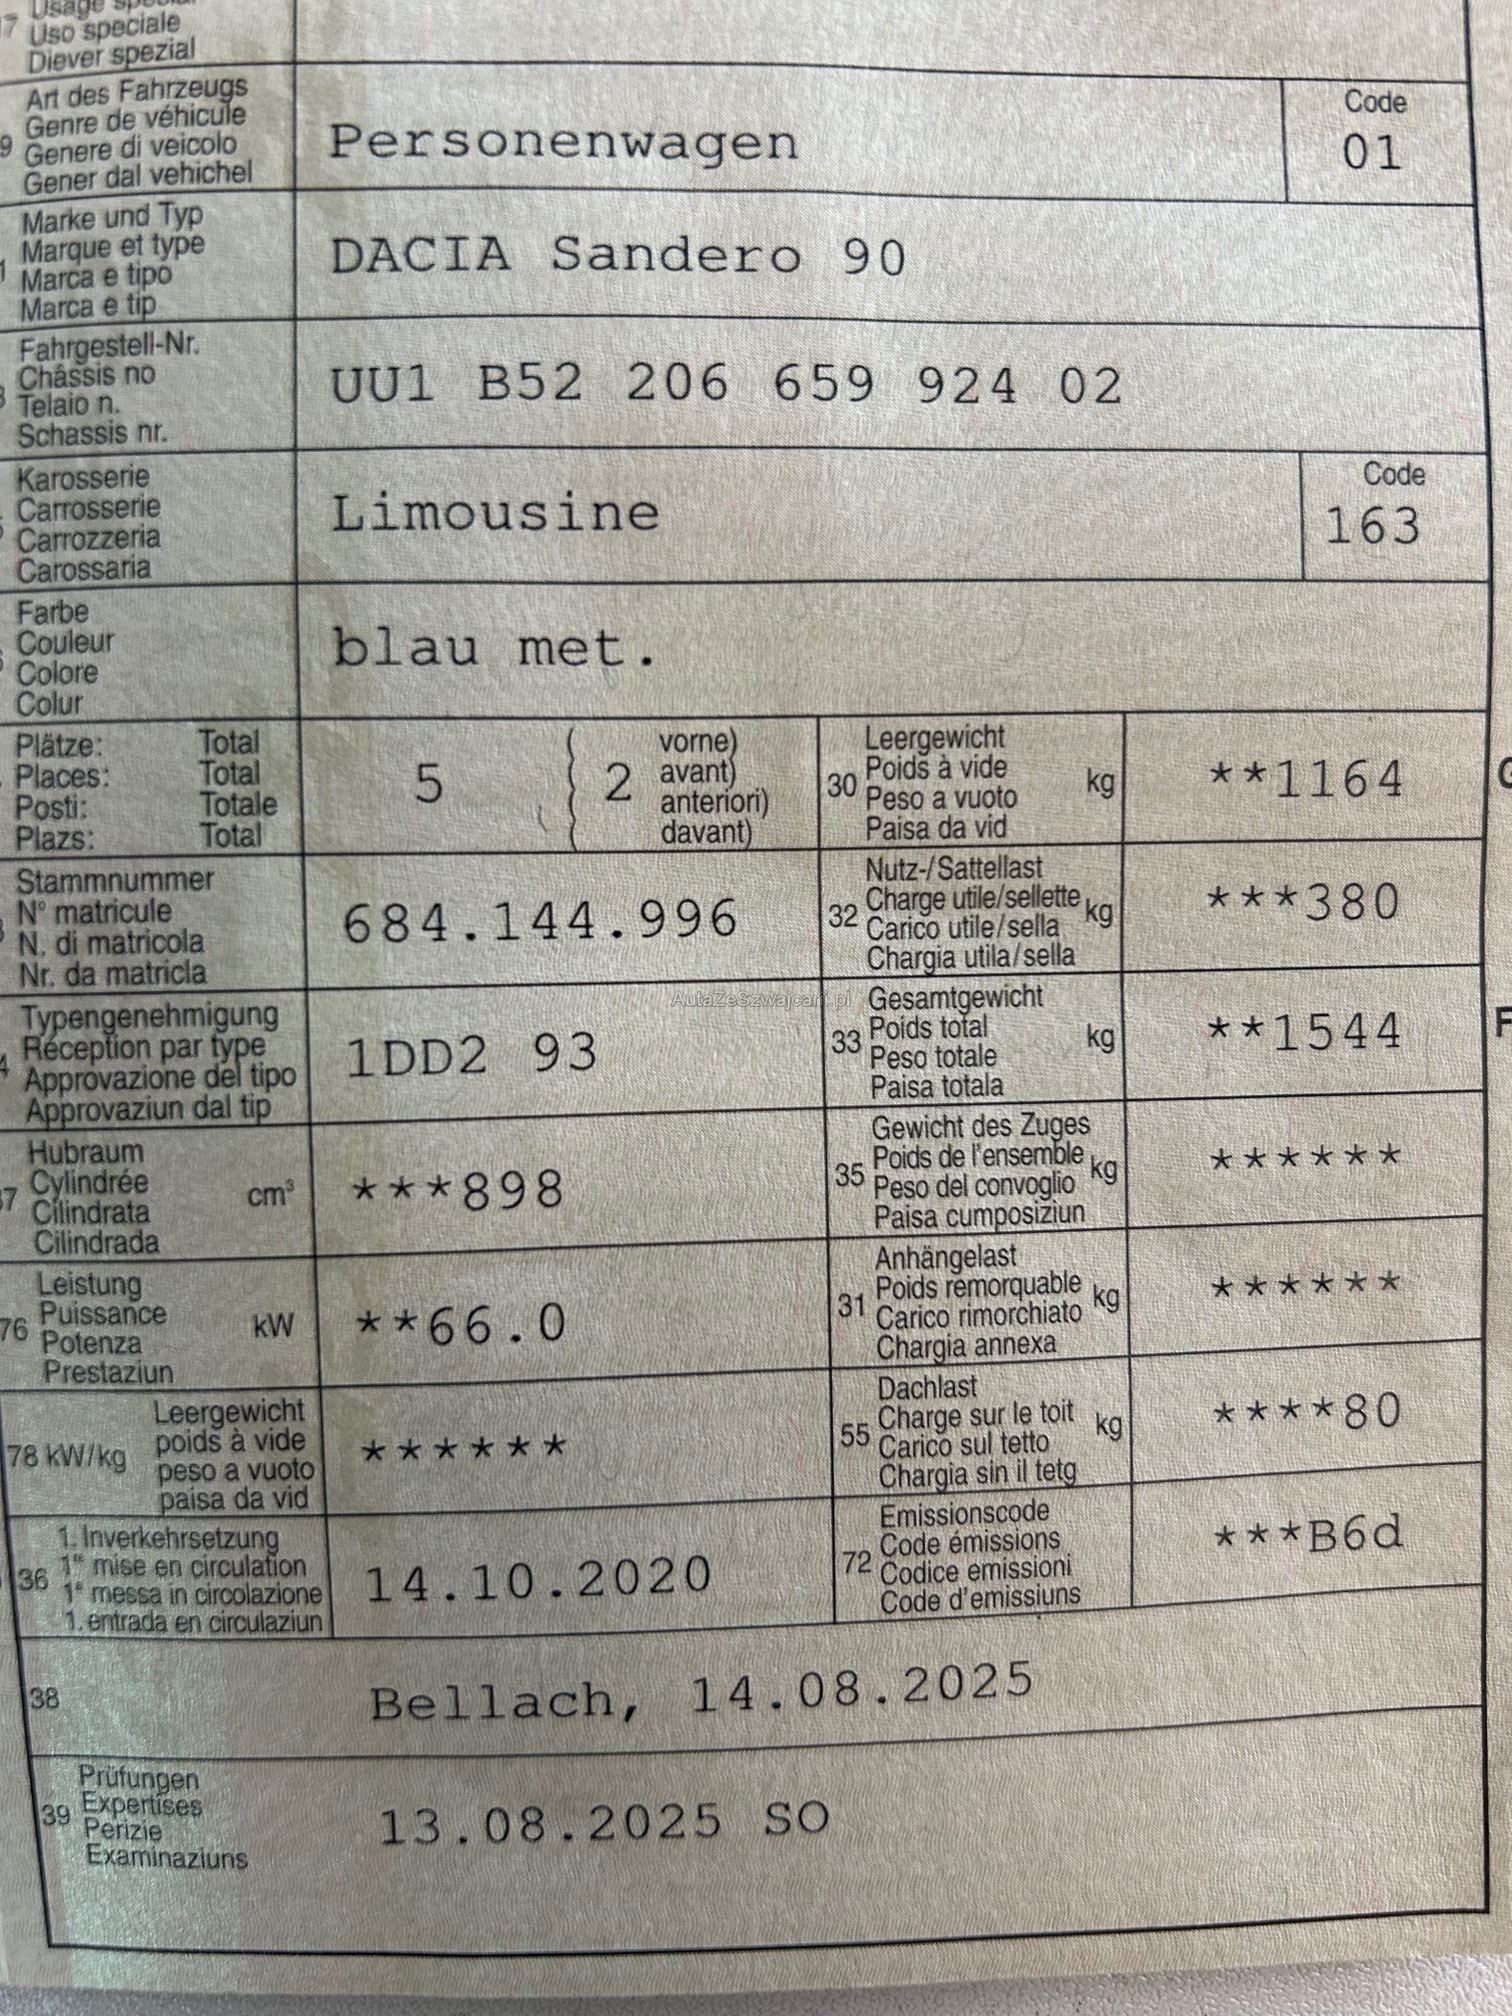 Usage
17 Uso speciale
Diever spezial
Art des Fahrzeugs
Genre de véhicule
9 Genere di veicolo
Gener dal vehichel
Personenwagen
Code
01
Marke und Typ
Marque et type
Marca e tipo
Marca e tip
DACIA Sandero 90
Fahrgestell-Nr.
Châssis no
Telaio n.
Schassis nr.
UU1 B52 206 659 924 02
Karosserie
Carrosserie
Carrozzeria
Carossaria
Limousine
Code
163
Farbe
Couleur
Colore
Colur
blau met.
Plätze: Total
Places: Total
Posti: Totale
Plazs: Total
5 ( 2
vorne)
avant)
anteriori)
davant)
30
Leergewicht
Poids à vide
Peso a vuoto
Paisa da vid
kg
**1164
G
Stammnummer
N° matricule
N. di matricola
Nr. da matricla
684.144.996
32
Nutz-/Sattellast
Charge utile/sellette
Carico utile/sella
Chargia utila/sella
kg
***380
AutaZeSzwajcarii.pl
Typengenehmigung
Réception par type
Approvazione del tipo
Approvaziun dal tip
1DD2 93
33
Gesamtgewicht
Poids total
Peso totale
Paisa totala
kg
**1544
F
Hubraum
Cylindrée
Cilindrata
Cilindrada
cm³
***898
35
Gewicht des Zuges
Poids de l'ensemble
Peso del convoglio
Paisa cumposiziun
kg
******
76
Leistung
Puissance
Potenza
Prestaziun
kW
**66.0
31
Anhängelast
Poids remorquable
Carico rimorchiato
Chargia annexa
kg
******
78 kW/kg
Leergewicht
poids à vide
peso a vuoto
paisa da vid
******
55
Dachlast
Charge sur le toit
Carico sul tetto
Chargia sin il tetg
kg
****80
36
1. Inverkehrsetzung
1re mise en circulation
1a messa in circolazione
1. entrada en circulaziun
14.10.2020
72
Emissionscode
Code émissions
Codice emissioni
Code d'emissiuns
***B6d
38
Bellach, 14.08.2025
39
Prüfungen
Expertises
Perizie
Examinaziuns
13.08.2025 SO